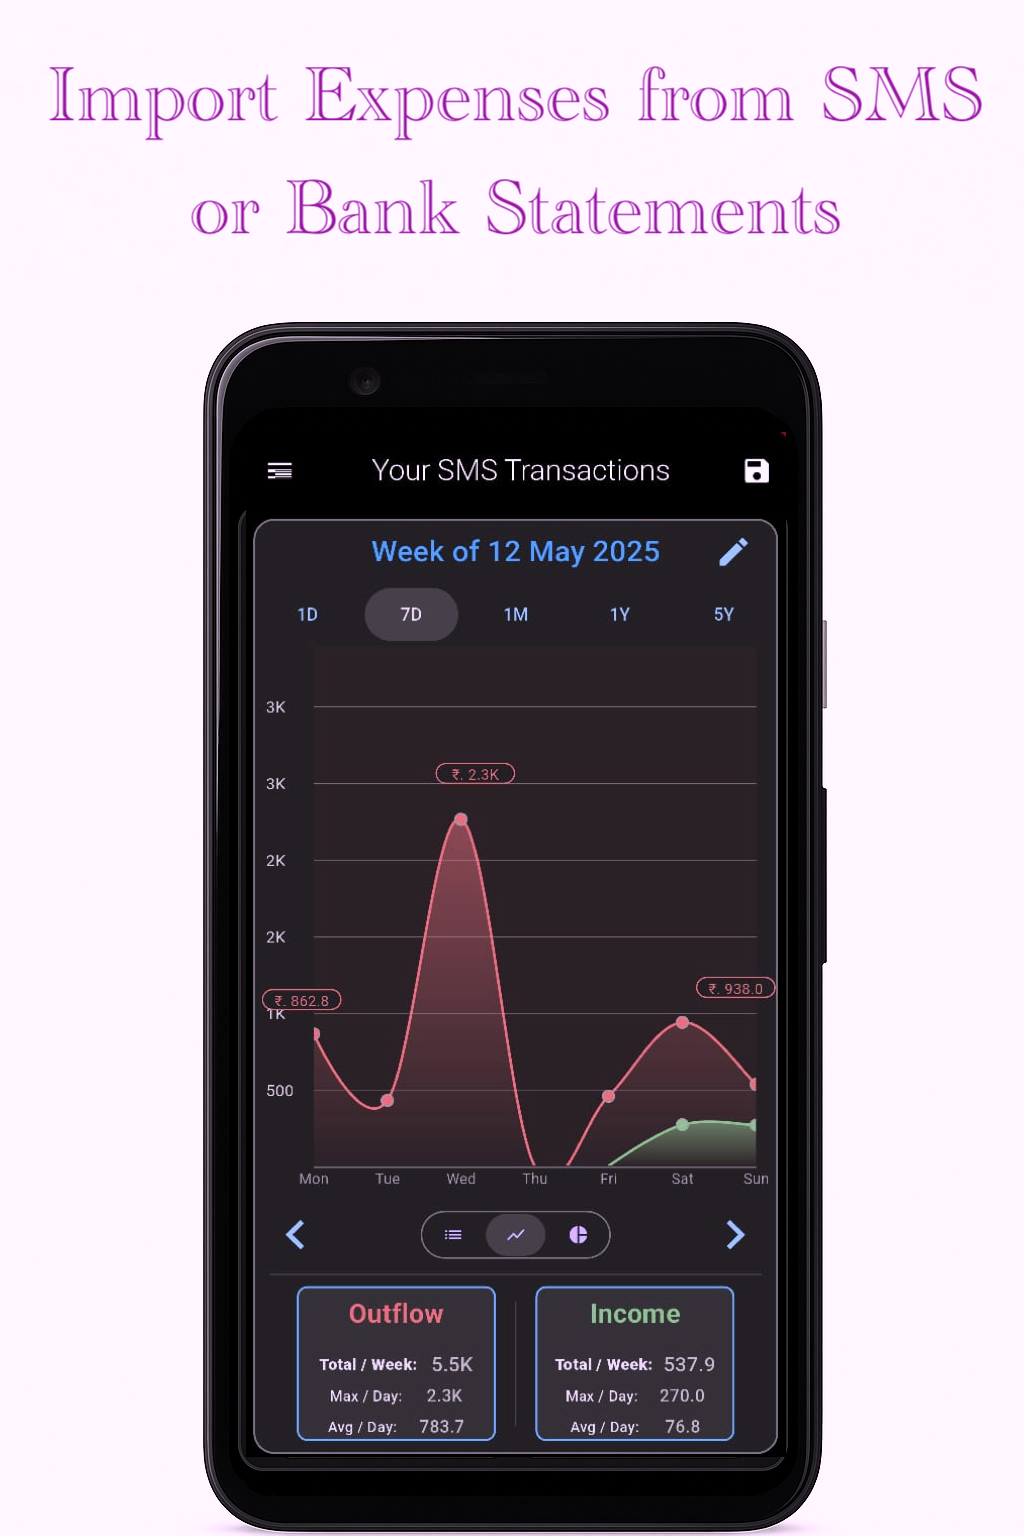 Import Expenses from SMS
or Bank Statements
Your SMS Transactions
Week of 12 May 2025
1D 7D 1M 1Y 5Y
3K
3K
₹. 2.3K
2K
2K
₹. 938.0
₹. 862.8
1K
500
Mon Tue Wed Thu Fri Sat Sun
Outflow
Total / Week: 5.5K
Max / Day: 2.3K
Avg / Day: 783.7
Income
Total / Week: 537.9
Max / Day: 270.0
Avg / Day: 76.8